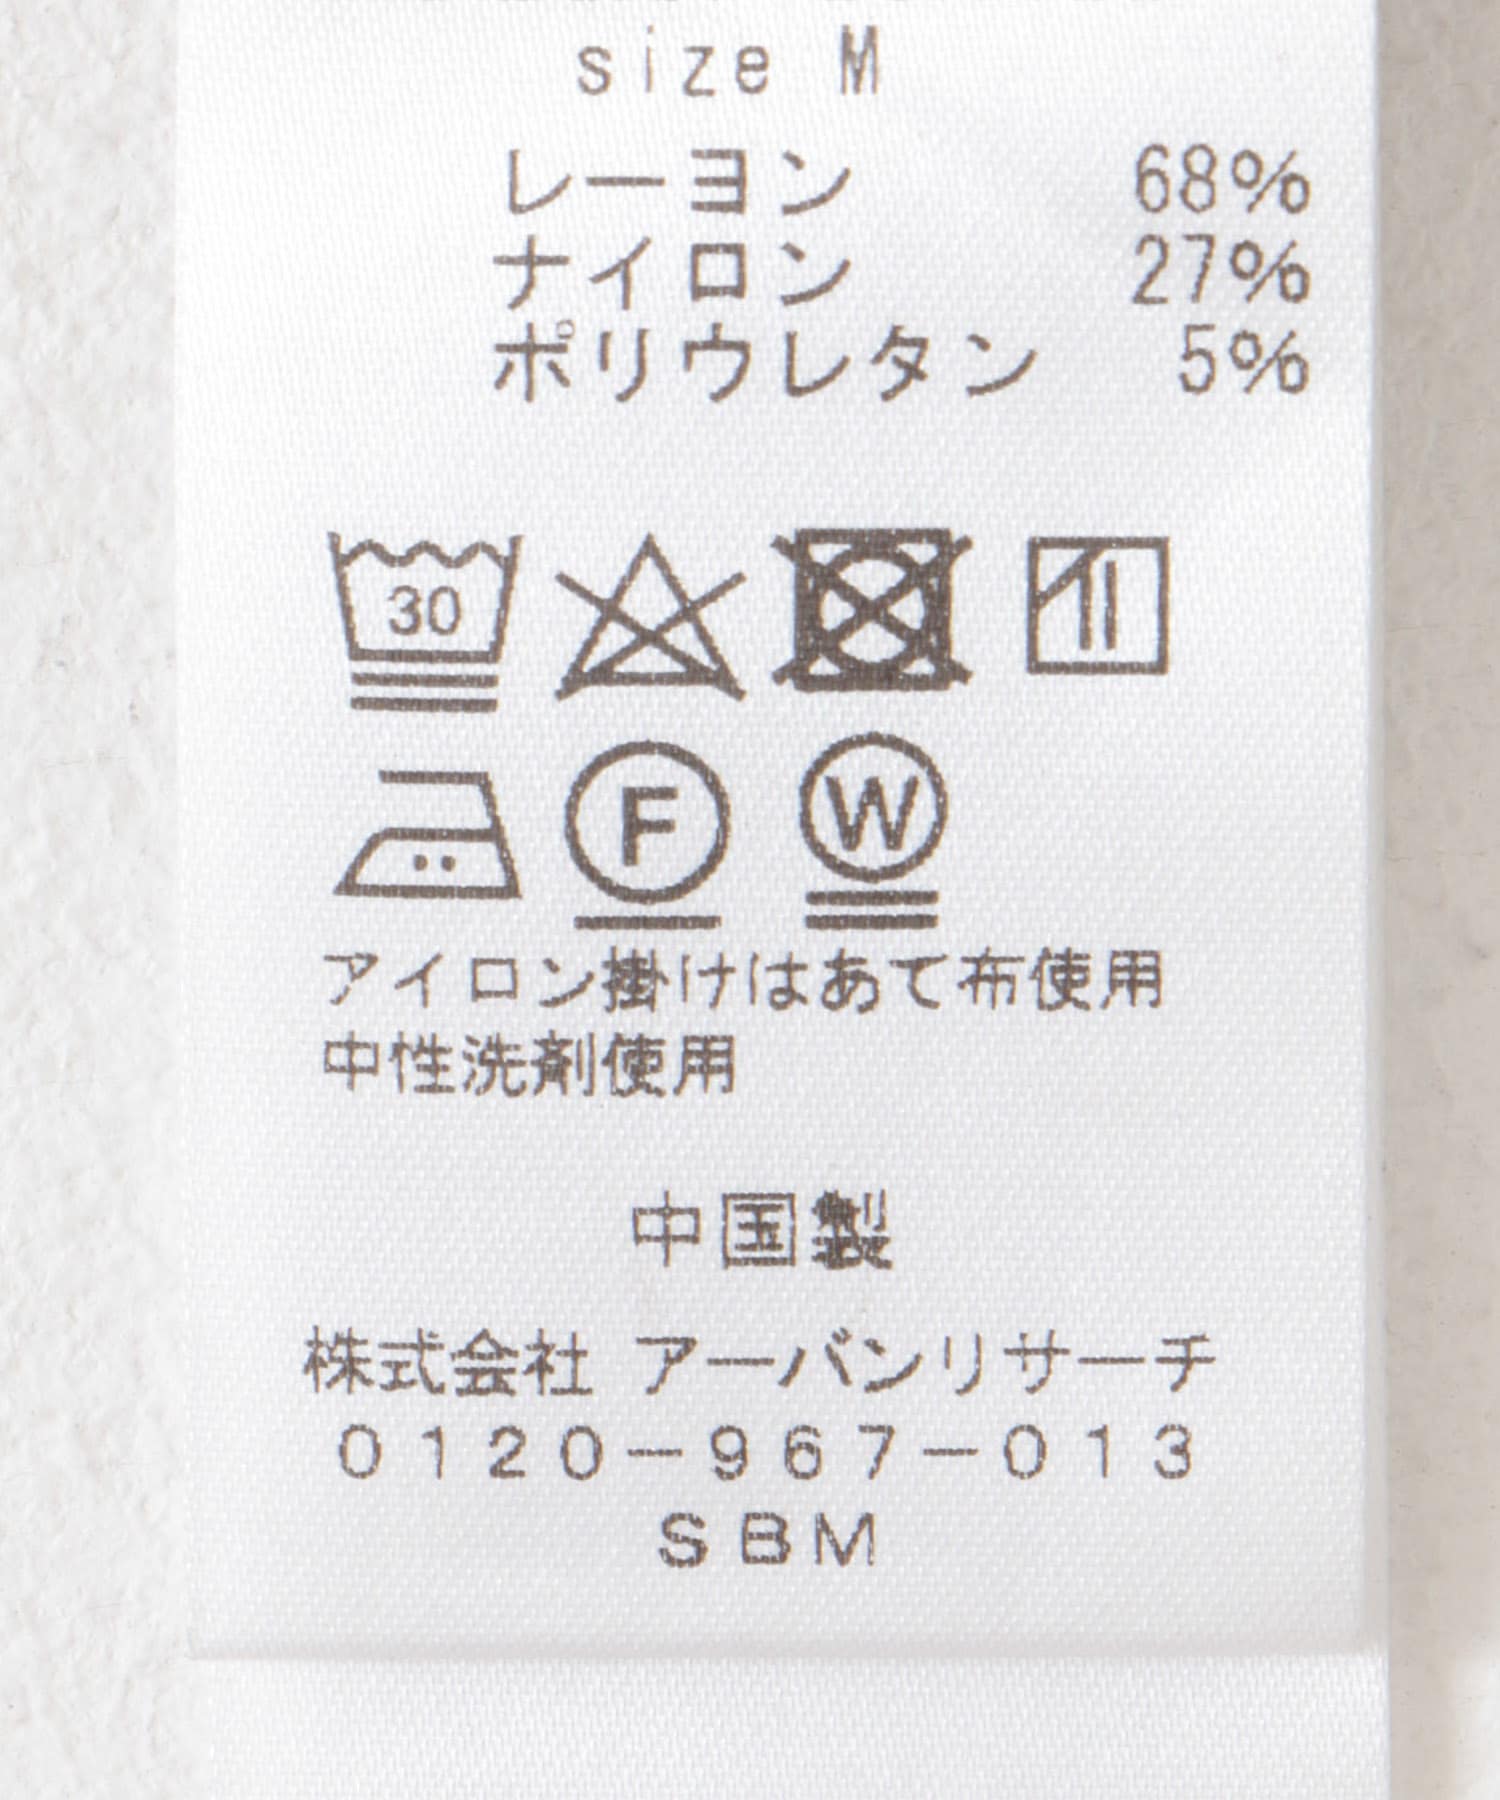 size M
レーヨン 68%
ナイロン 27%
ポリウレタン 5%
30
F W
アイロン掛けはあて布使用
中性洗剤使用
中国製
株式会社 アーバンリサーチ
0120-967-013
SBM